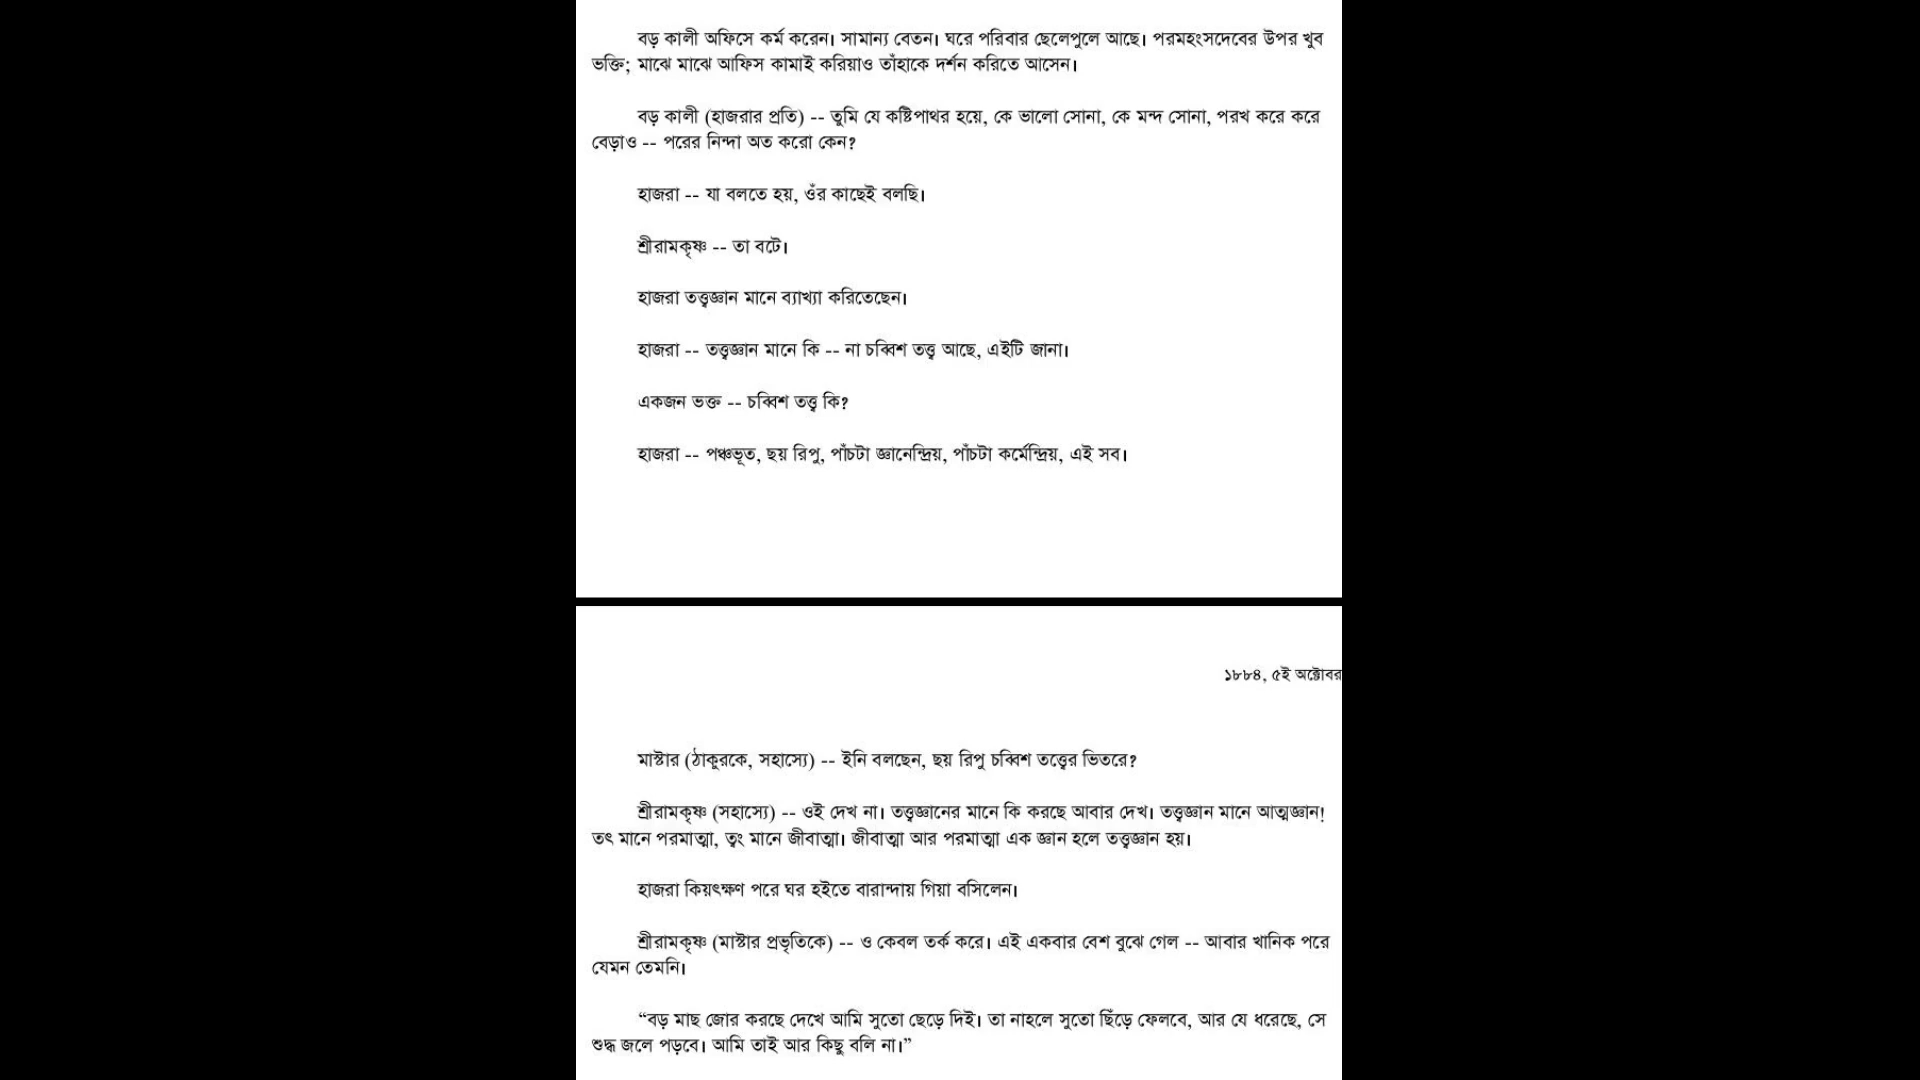 বড় কালী অফিসে কর্ম করেন। সামান্য বেতন। ঘরে পরিবার ছেলেপুলে আছে। পরমহংসদেবের উপর খুব
ভক্তি; মাঝে মাঝে আফিস কামাই করিয়াও তাঁহাকে দর্শন করিতে আসেন।
বড় কালী (হাজরার প্রতি) -- তুমি যে কষ্টিপাথর হয়ে, কে ভালো সোনা, কে মন্দ সোনা, পরখ করে করে
বেড়াও -- পরের নিন্দা অত করো কেন?
হাজরা -- যা বলতে হয়, ওঁর কাছেই বলছি।
শ্রীরামকৃষ্ণ -- তা বটে।
হাজরা তত্ত্বজ্ঞান মানে ব্যাখ্যা করিতেছেন।
হাজরা -- তত্ত্বজ্ঞান মানে কি -- না চব্বিশ তত্ত্ব আছে, এইটি জানা।
একজন ভক্ত -- চব্বিশ তত্ত্ব কি?
হাজরা -- পঞ্চভূত, ছয় রিপু, পাঁচটা জ্ঞানেন্দ্রিয়, পাঁচটা কর্মেন্দ্রিয়, এই সব।
১৮৮৪, ৫ই অক্টোবর
মাস্টার (ঠাকুরকে, সহাস্যে) -- ইনি বলছেন, ছয় রিপু চব্বিশ তত্ত্বের ভিতরে?
শ্রীরামকৃষ্ণ (সহাস্যে) -- ওই দেখ না। তত্ত্বজ্ঞানের মানে কি করছে আবার দেখ। তত্ত্বজ্ঞান মানে আত্মজ্ঞান!
তৎ মানে পরমাত্মা, ত্বং মানে জীবাত্মা। জীবাত্মা আর পরমাত্মা এক জ্ঞান হলে তত্ত্বজ্ঞান হয়।
হাজরা কিয়ৎক্ষণ পরে ঘর হইতে বারান্দায় গিয়া বসিলেন।
শ্রীরামকৃষ্ণ (মাস্টার প্রভৃতিকে) -- ও কেবল তর্ক করে। এই একবার বেশ বুঝে গেল -- আবার খানিক পরে
যেমন তেমনি।
“বড় মাছ জোর করছে দেখে আমি সুতো ছেড়ে দিই। তা নাহলে সুতো ছিঁড়ে ফেলবে, আর যে ধরেছে, সে
শুদ্ধ জলে পড়বে। আমি তাই আর কিছু বলি না।”